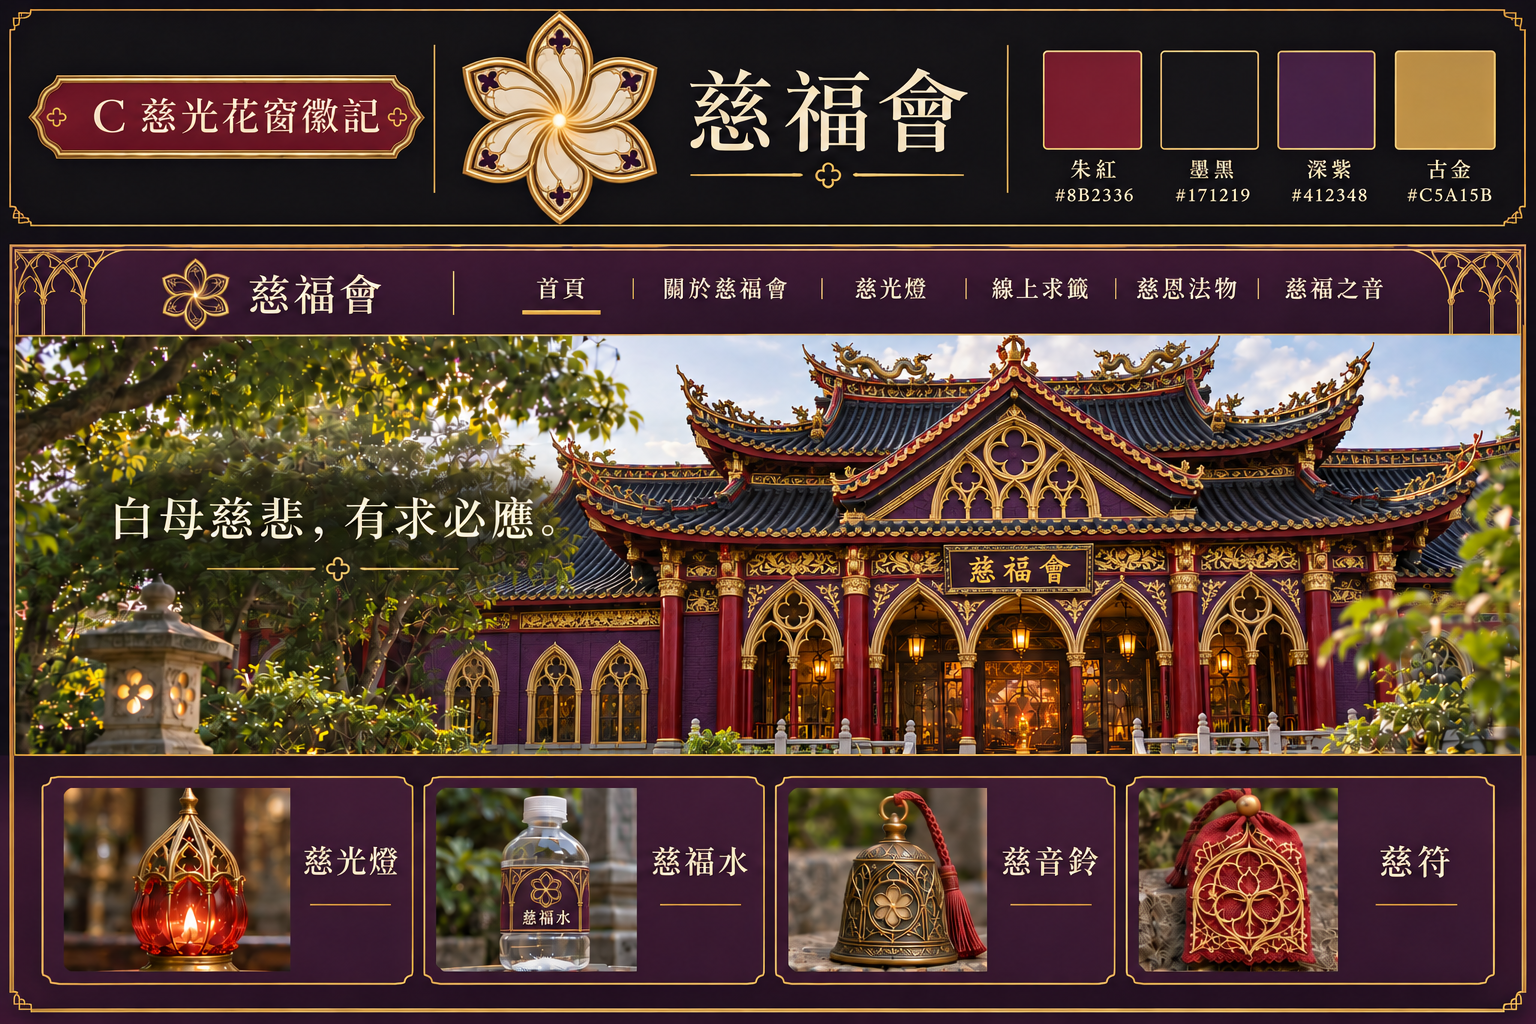 C 慈光花窗徽記
慈福會
朱紅
#8B2336
墨黑
#171219
深紫
#412348
古金
#C5A15B
慈福會
首頁
關於慈福會
慈光燈
線上求籤
慈恩法物
慈福之音
白母慈悲，有求必應。
慈福會
慈光燈
慈福水
慈福水
慈音鈴
慈符